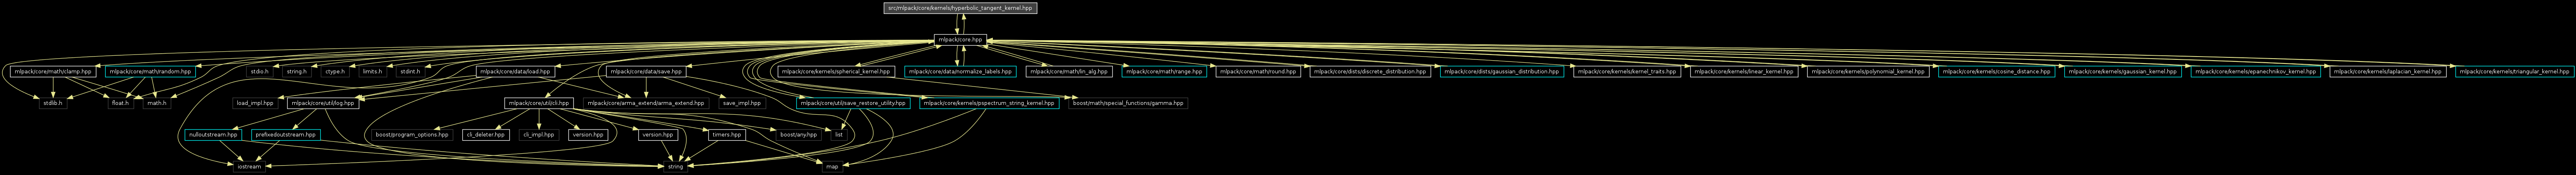 src/mlpack/core/kernels/hyperbolic_tangent_kernel.hpp
mlpack/core.hpp
mlpack/core/math/clamp.hpp
mlpack/core/math/random.hpp
stdio.h
string.h
ctype.h
limits.h
stdint.h
mlpack/core/data/load.hpp
mlpack/core/data/save.hpp
mlpack/core/kernels/spherical_kernel.hpp
mlpack/core/data/normalize_labels.hpp
mlpack/core/math/lin_alg.hpp
mlpack/core/math/range.hpp
mlpack/core/math/round.hpp
mlpack/core/dists/discrete_distribution.hpp
mlpack/core/dists/gaussian_distribution.hpp
mlpack/core/kernels/kernel_traits.hpp
mlpack/core/kernels/linear_kernel.hpp
mlpack/core/kernels/polynomial_kernel.hpp
mlpack/core/kernels/cosine_distance.hpp
mlpack/core/kernels/gaussian_kernel.hpp
mlpack/core/kernels/epanechnikov_kernel.hpp
mlpack/core/kernels/laplacian_kernel.hpp
mlpack/core/kernels/triangular_kernel.hpp
stdlib.h
float.h
math.h
load_impl.hpp
mlpack/core/util/log.hpp
mlpack/core/util/cli.hpp
mlpack/core/arma_extend/arma_extend.hpp
save_impl.hpp
mlpack/core/util/save_restore_utility.hpp
mlpack/core/kernels/pspectrum_string_kernel.hpp
boost/math/special_functions/gamma.hpp
nulloutstream.hpp
prefixedoutstream.hpp
boost/program_options.hpp
cli_deleter.hpp
cli_impl.hpp
version.hpp
version.hpp
timers.hpp
boost/any.hpp
list
iostream
string
map